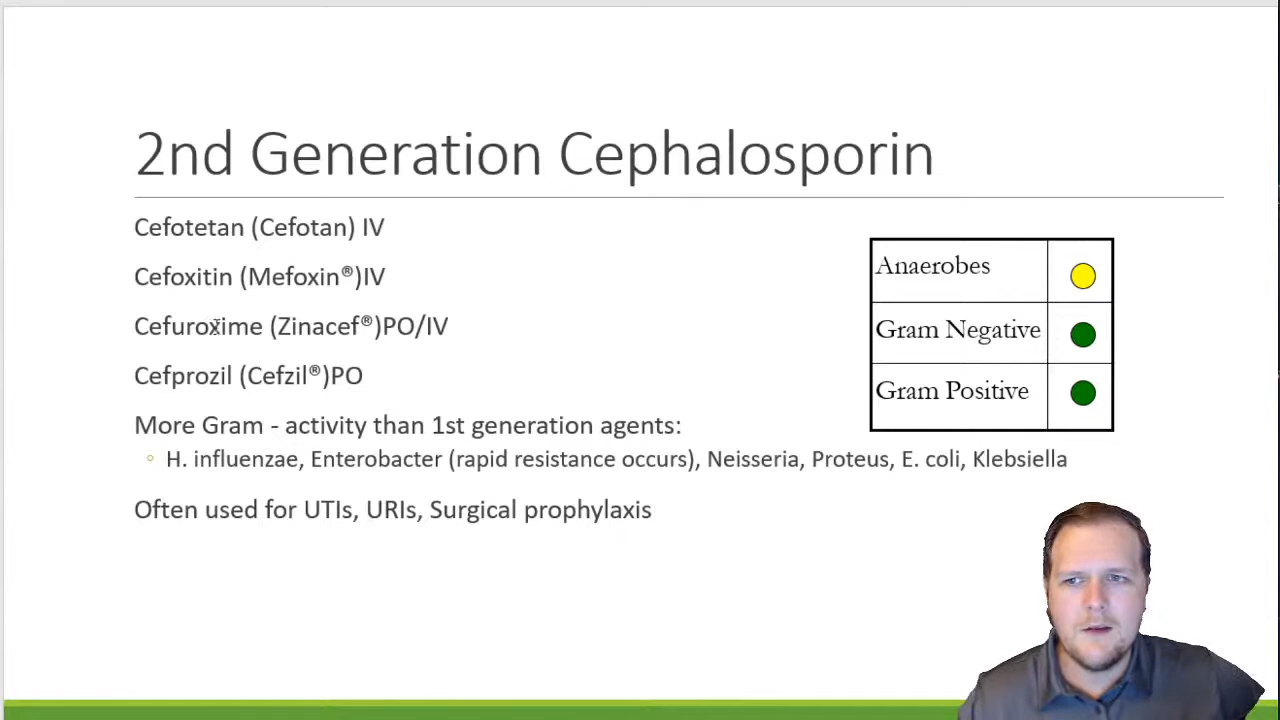 2nd Generation Cephalosporin
Cefotetan (Cefotan) IV
Cefoxitin (Mefoxin®)IV
Cefuroxime (Zinacef®)PO/IV
Cefprozil (Cefzil®)PO
More Gram - activity than 1st generation agents:
H. influenzae, Enterobacter (rapid resistance occurs), Neisseria, Proteus, E. coli, Klebsiella
Often used for UTIs, URIs, Surgical prophylaxis
Anaerobes
Gram Negative
Gram Positive